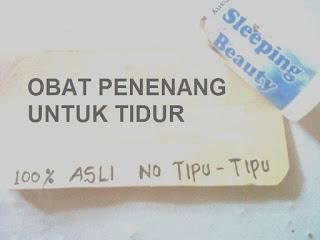 Sleeping
Beauty
OBAT PENENANG
UNTUK TIDUR
100% ASLI NO TIPU-TIPU